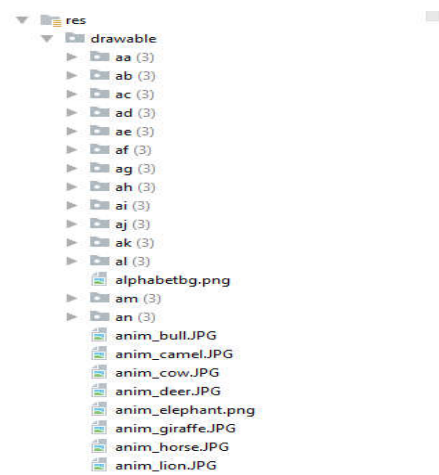 res
drawable
aa (3)
ab (3)
ac (3)
ad (3)
ae (3)
af (3)
ag (3)
ah (3)
ai (3)
aj (3)
ak (3)
al (3)
alphabetbg.png
am (3)
an (3)
anim_bull.JPG
anim_camel.JPG
anim_cow.JPG
anim_deer.JPG
anim_elephant.png
anim_giraffe.JPG
anim_horse.JPG
anim_lion.JPG